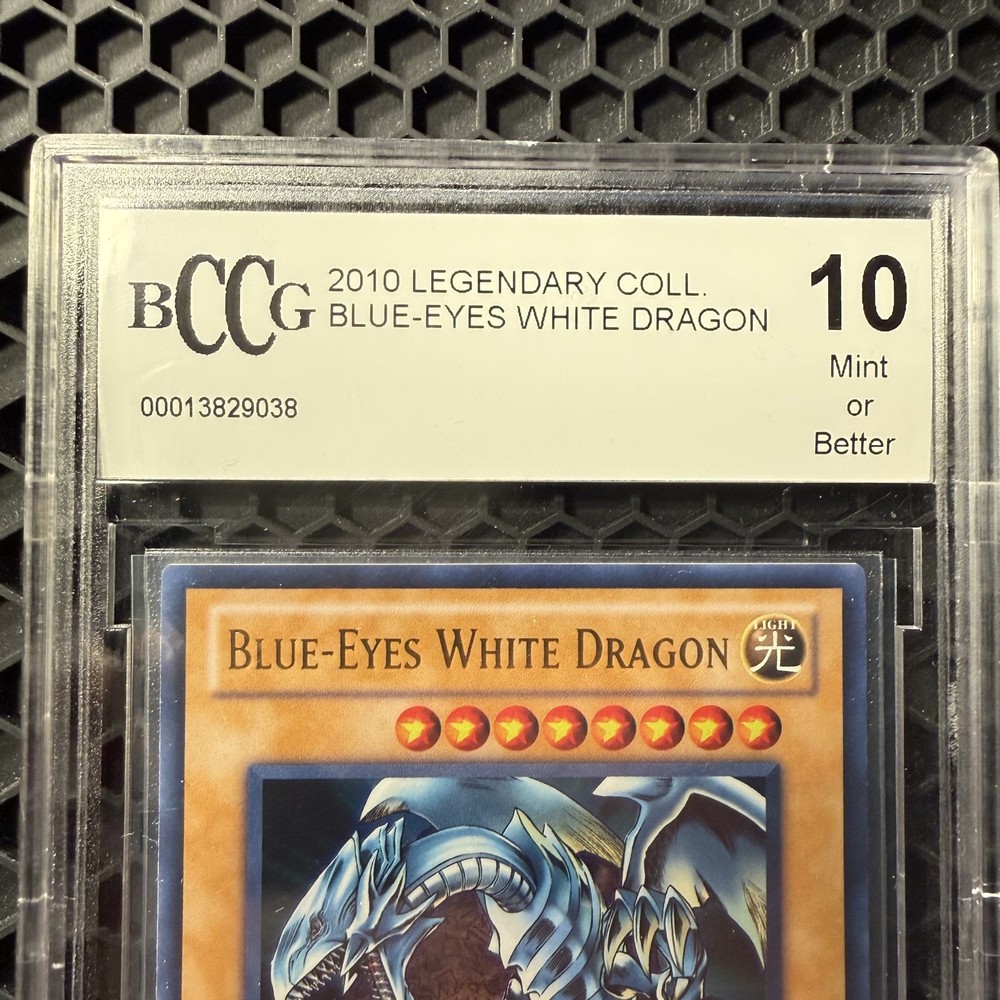 BCCG
2010 LEGENDARY COLL.
BLUE-EYES WHITE DRAGON
10
Mint
or
Better
00013829038
BLUE-EYES WHITE DRAGON
LIGHT
光